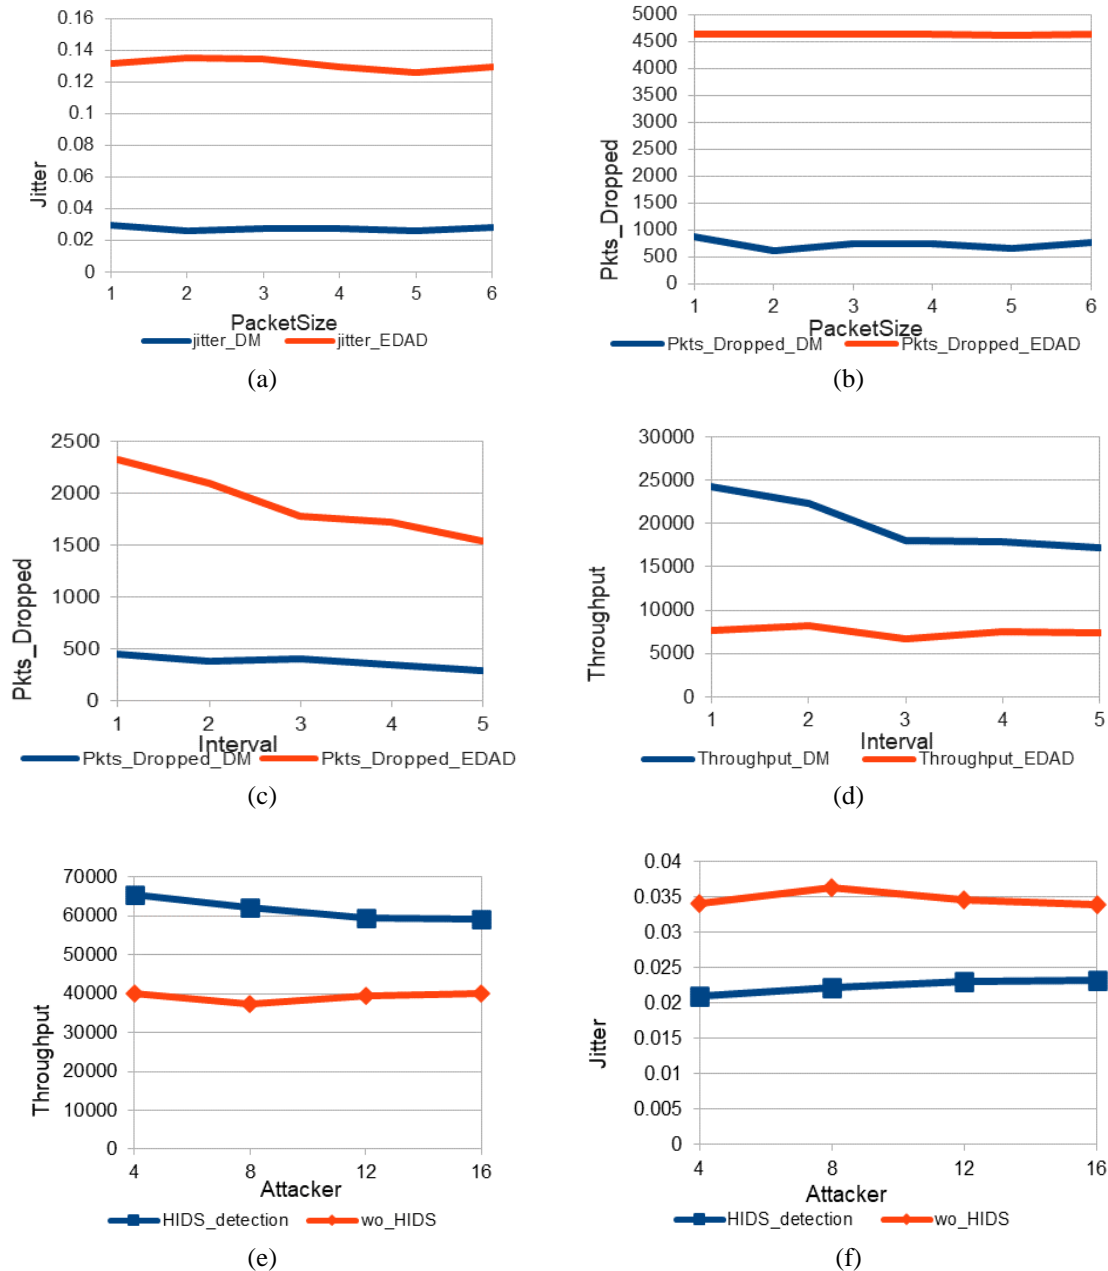 0.16
0.14
0.12
0.1
0.08
0.06
0.04
0.02
0
Jitter
1 2 3 4 5 6
PacketSize
jitter_DM jitter_EDAD
(a)
5000
4500
4000
3500
3000
2500
2000
1500
1000
500
0
Pkts_Dropped
1 2 3 4 5 6
PacketSize
Pkts_Dropped_DM Pkts_Dropped_EDAD
(b)
2500
2000
1500
1000
500
0
Pkts_Dropped
1 2 3 4 5
Interval
Pkts_Dropped_DM Pkts_Dropped_EDAD
(c)
30000
25000
20000
15000
10000
5000
0
Throughput
1 2 3 4 5
Interval
Throughput_DM Throughput_EDAD
(d)
70000
60000
50000
40000
30000
20000
10000
0
Throughput
4 8 12 16
Attacker
HIDS_detection wo_HIDS
(e)
0.04
0.035
0.03
0.025
0.02
0.015
0.01
0.005
0
Jitter
4 8 12 16
Attacker
HIDS_detection wo_HIDS
(f)